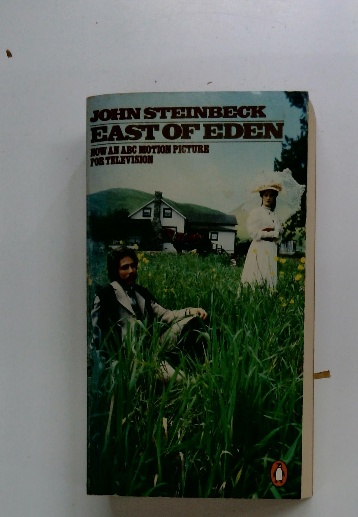 JOHN STEINBECK
EAST OF EDEN
NOW AN ABC MOTION PICTURE
FOR TELEVISION